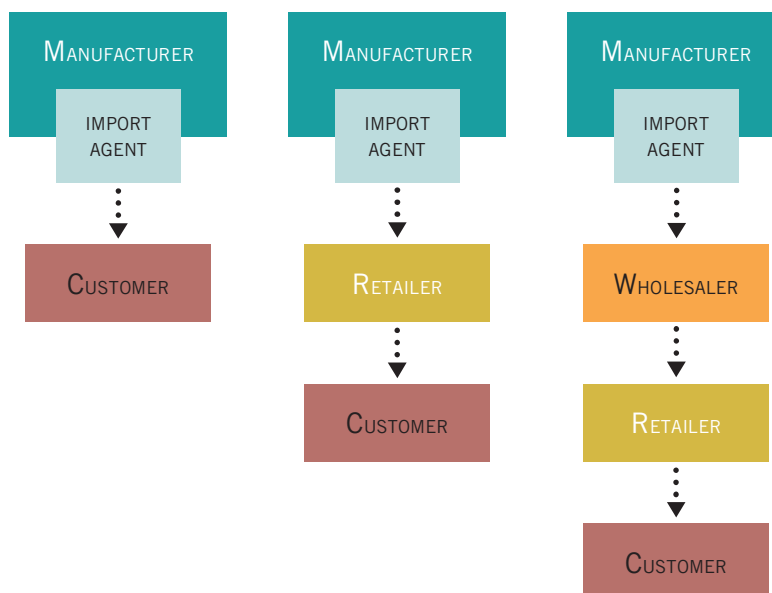 MANUFACTURER
IMPORT
AGENT
CUSTOMER
MANUFACTURER
IMPORT
AGENT
RETAILER
CUSTOMER
MANUFACTURER
IMPORT
AGENT
WHOLESALER
RETAILER
CUSTOMER